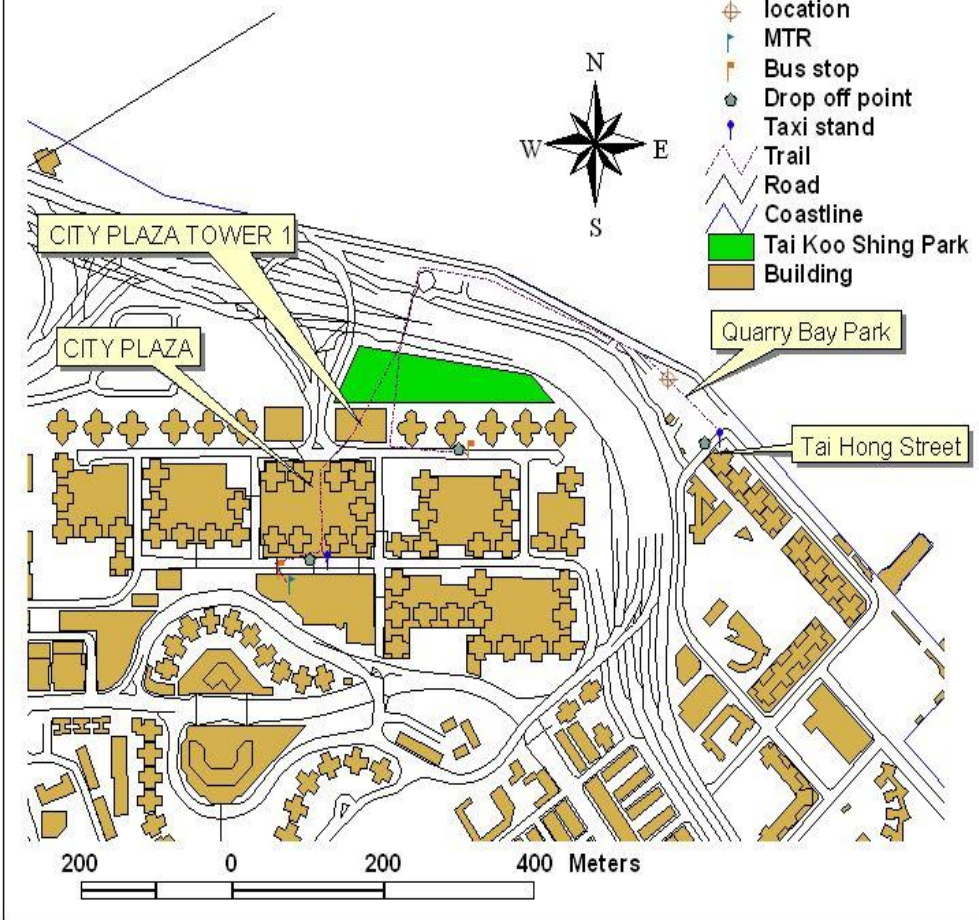 location
MTR
Bus stop
Drop off point
Taxi stand
Trail
Road
Coastline
Tai Koo Shing Park
Building
N
W E
S
CITY PLAZA TOWER 1
CITY PLAZA
Quarry Bay Park
Tai Hong Street
200 0 200 400 Meters